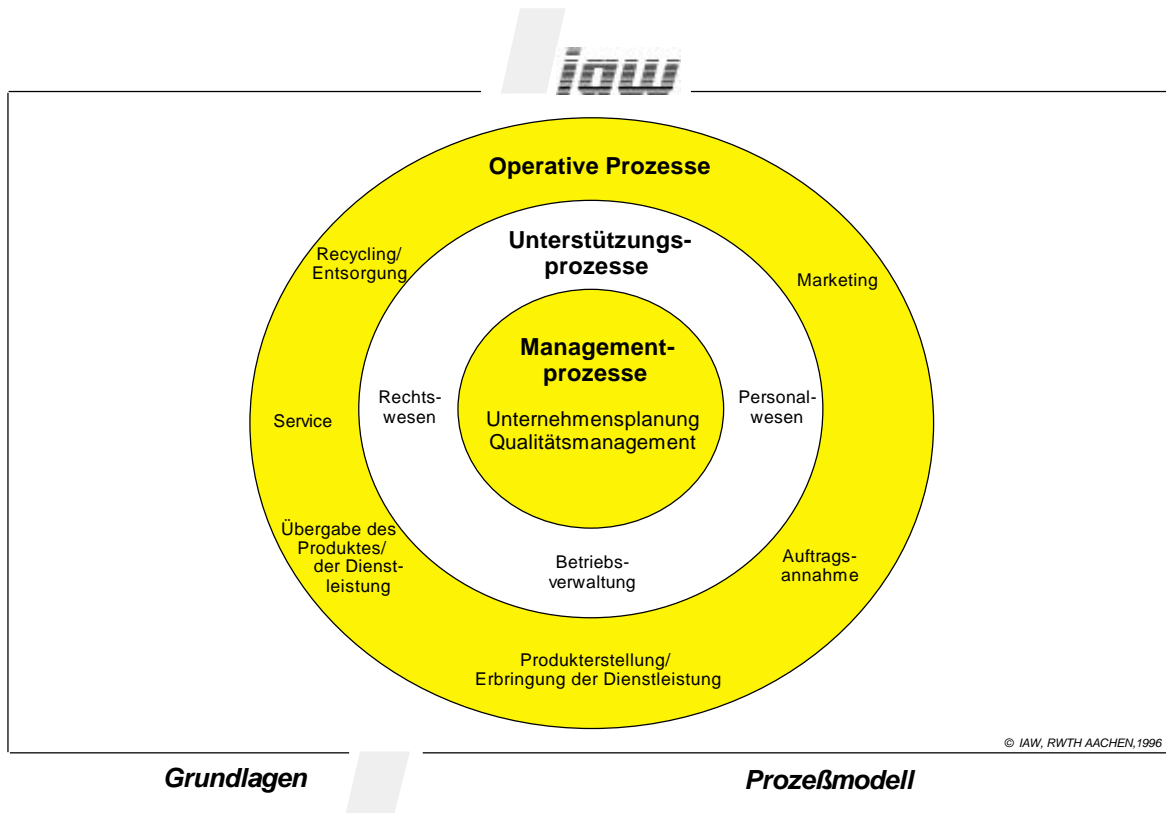 iaw
Operative Prozesse
Unterstützungs-
prozesse
Recycling/
Entsorgung
Marketing
Management-
prozesse
Rechts-
wesen
Personal-
wesen
Service
Unternehmensplanung
Qualitätsmanagement
Übergabe des
Produktes/
der Dienst-
leistung
Betriebs-
verwaltung
Auftrags-
annahme
Produkterstellung/
Erbringung der Dienstleistung
© IAW, RWTH AACHEN,1996
Grundlagen
Prozeßmodell